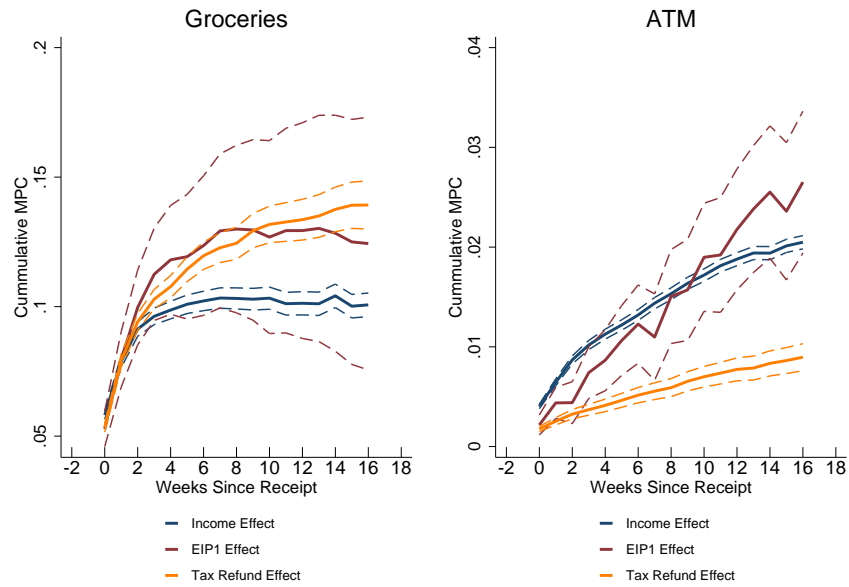 Groceries
Cummulative MPC
.2
.15
.1
.05
-2 0 2 4 6 8 10 12 14 16 18
Weeks Since Receipt
Income Effect
EIP1 Effect
Tax Refund Effect
ATM
Cummulative MPC
.04
.03
.02
.01
0
-2 0 2 4 6 8 10 12 14 16 18
Weeks Since Receipt
Income Effect
EIP1 Effect
Tax Refund Effect